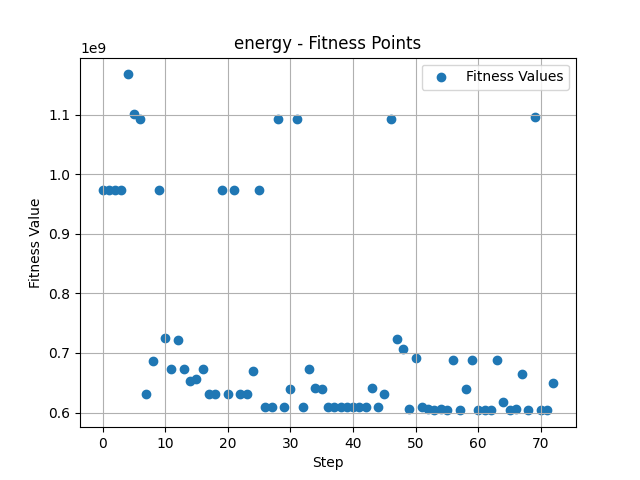 energy - Fitness Points
1e9
Fitness Values
1.1
1.0
0.9
0.8
0.7
0.6
Fitness Value
0 10 20 30 40 50 60 70
Step